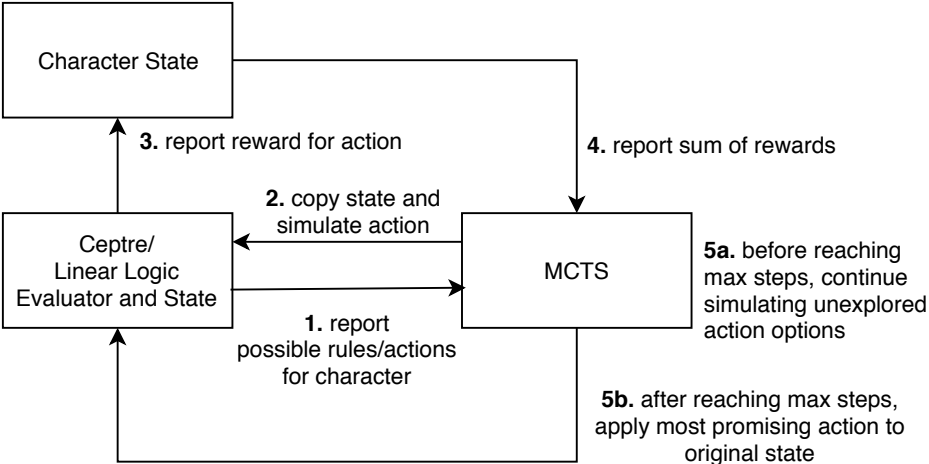 Character State
3. report reward for action
4. report sum of rewards
2. copy state and
simulate action
Ceptre/
Linear Logic
Evaluator and State
MCTS
5a. before reaching
max steps, continue
simulating unexplored
action options
1. report
possible rules/actions
for character
5b. after reaching max steps,
apply most promising action to
original state